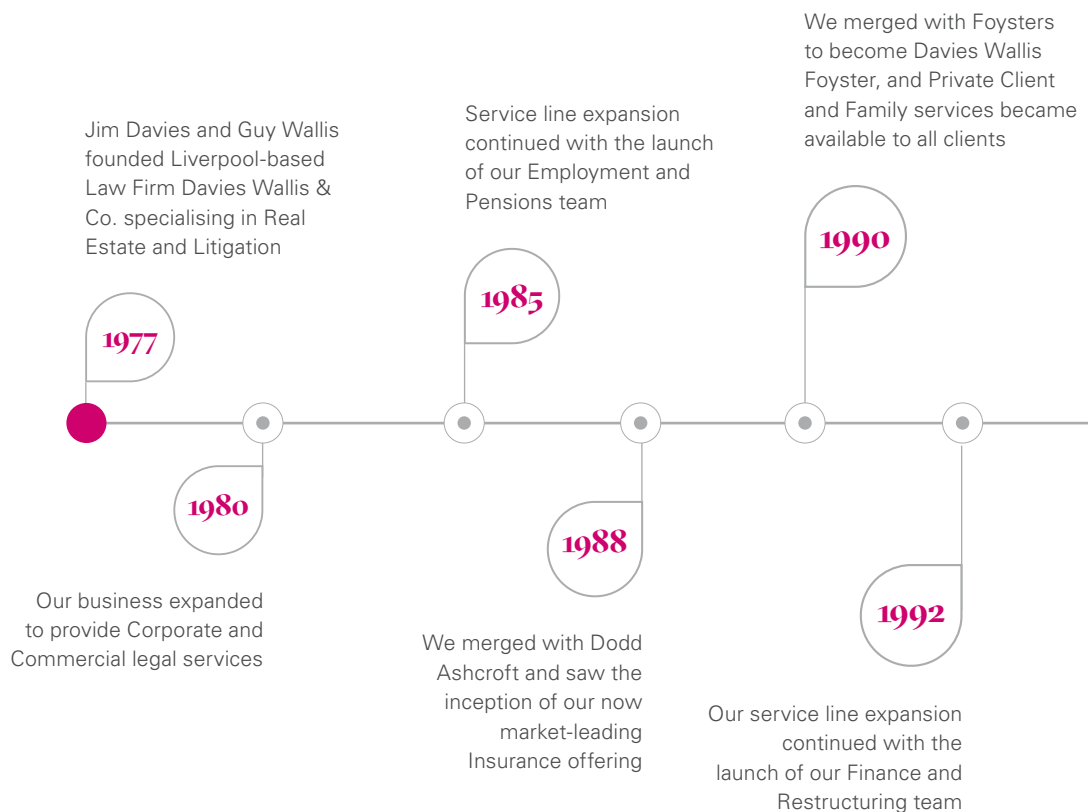 Jim Davies and Guy Wallis
founded Liverpool-based
Law Firm Davies Wallis &
Co. specialising in Real
Estate and Litigation
1977
1980
Our business expanded
to provide Corporate and
Commercial legal services
Service line expansion
continued with the launch
of our Employment and
Pensions team
1985
1988
We merged with Dodd
Ashcroft and saw the
inception of our now
market-leading
Insurance offering
We merged with Foysters
to become Davies Wallis
Foyster, and Private Client
and Family services became
available to all clients
1990
1992
Our service line expansion
continued with the
launch of our Finance and
Restructuring team